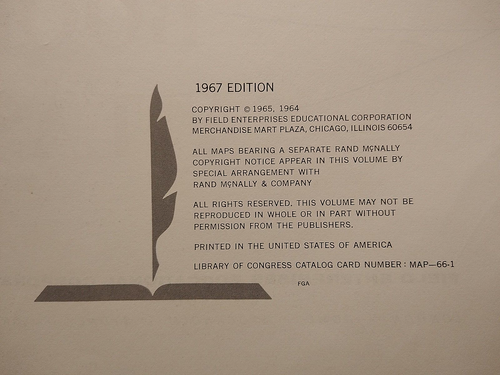 1967 EDITION
COPYRIGHT © 1965, 1964
BY FIELD ENTERPRISES EDUCATIONAL CORPORATION
MERCHANDISE MART PLAZA, CHICAGO, ILLINOIS 60654
ALL MAPS BEARING A SEPARATE RAND McNALLY
COPYRIGHT NOTICE APPEAR IN THIS VOLUME BY
SPECIAL ARRANGEMENT WITH
RAND McNALLY & COMPANY
ALL RIGHTS RESERVED. THIS VOLUME MAY NOT BE
REPRODUCED IN WHOLE OR IN PART WITHOUT
PERMISSION FROM THE PUBLISHERS.
PRINTED IN THE UNITED STATES OF AMERICA
LIBRARY OF CONGRESS CATALOG CARD NUMBER: MAP—66-1
FGA